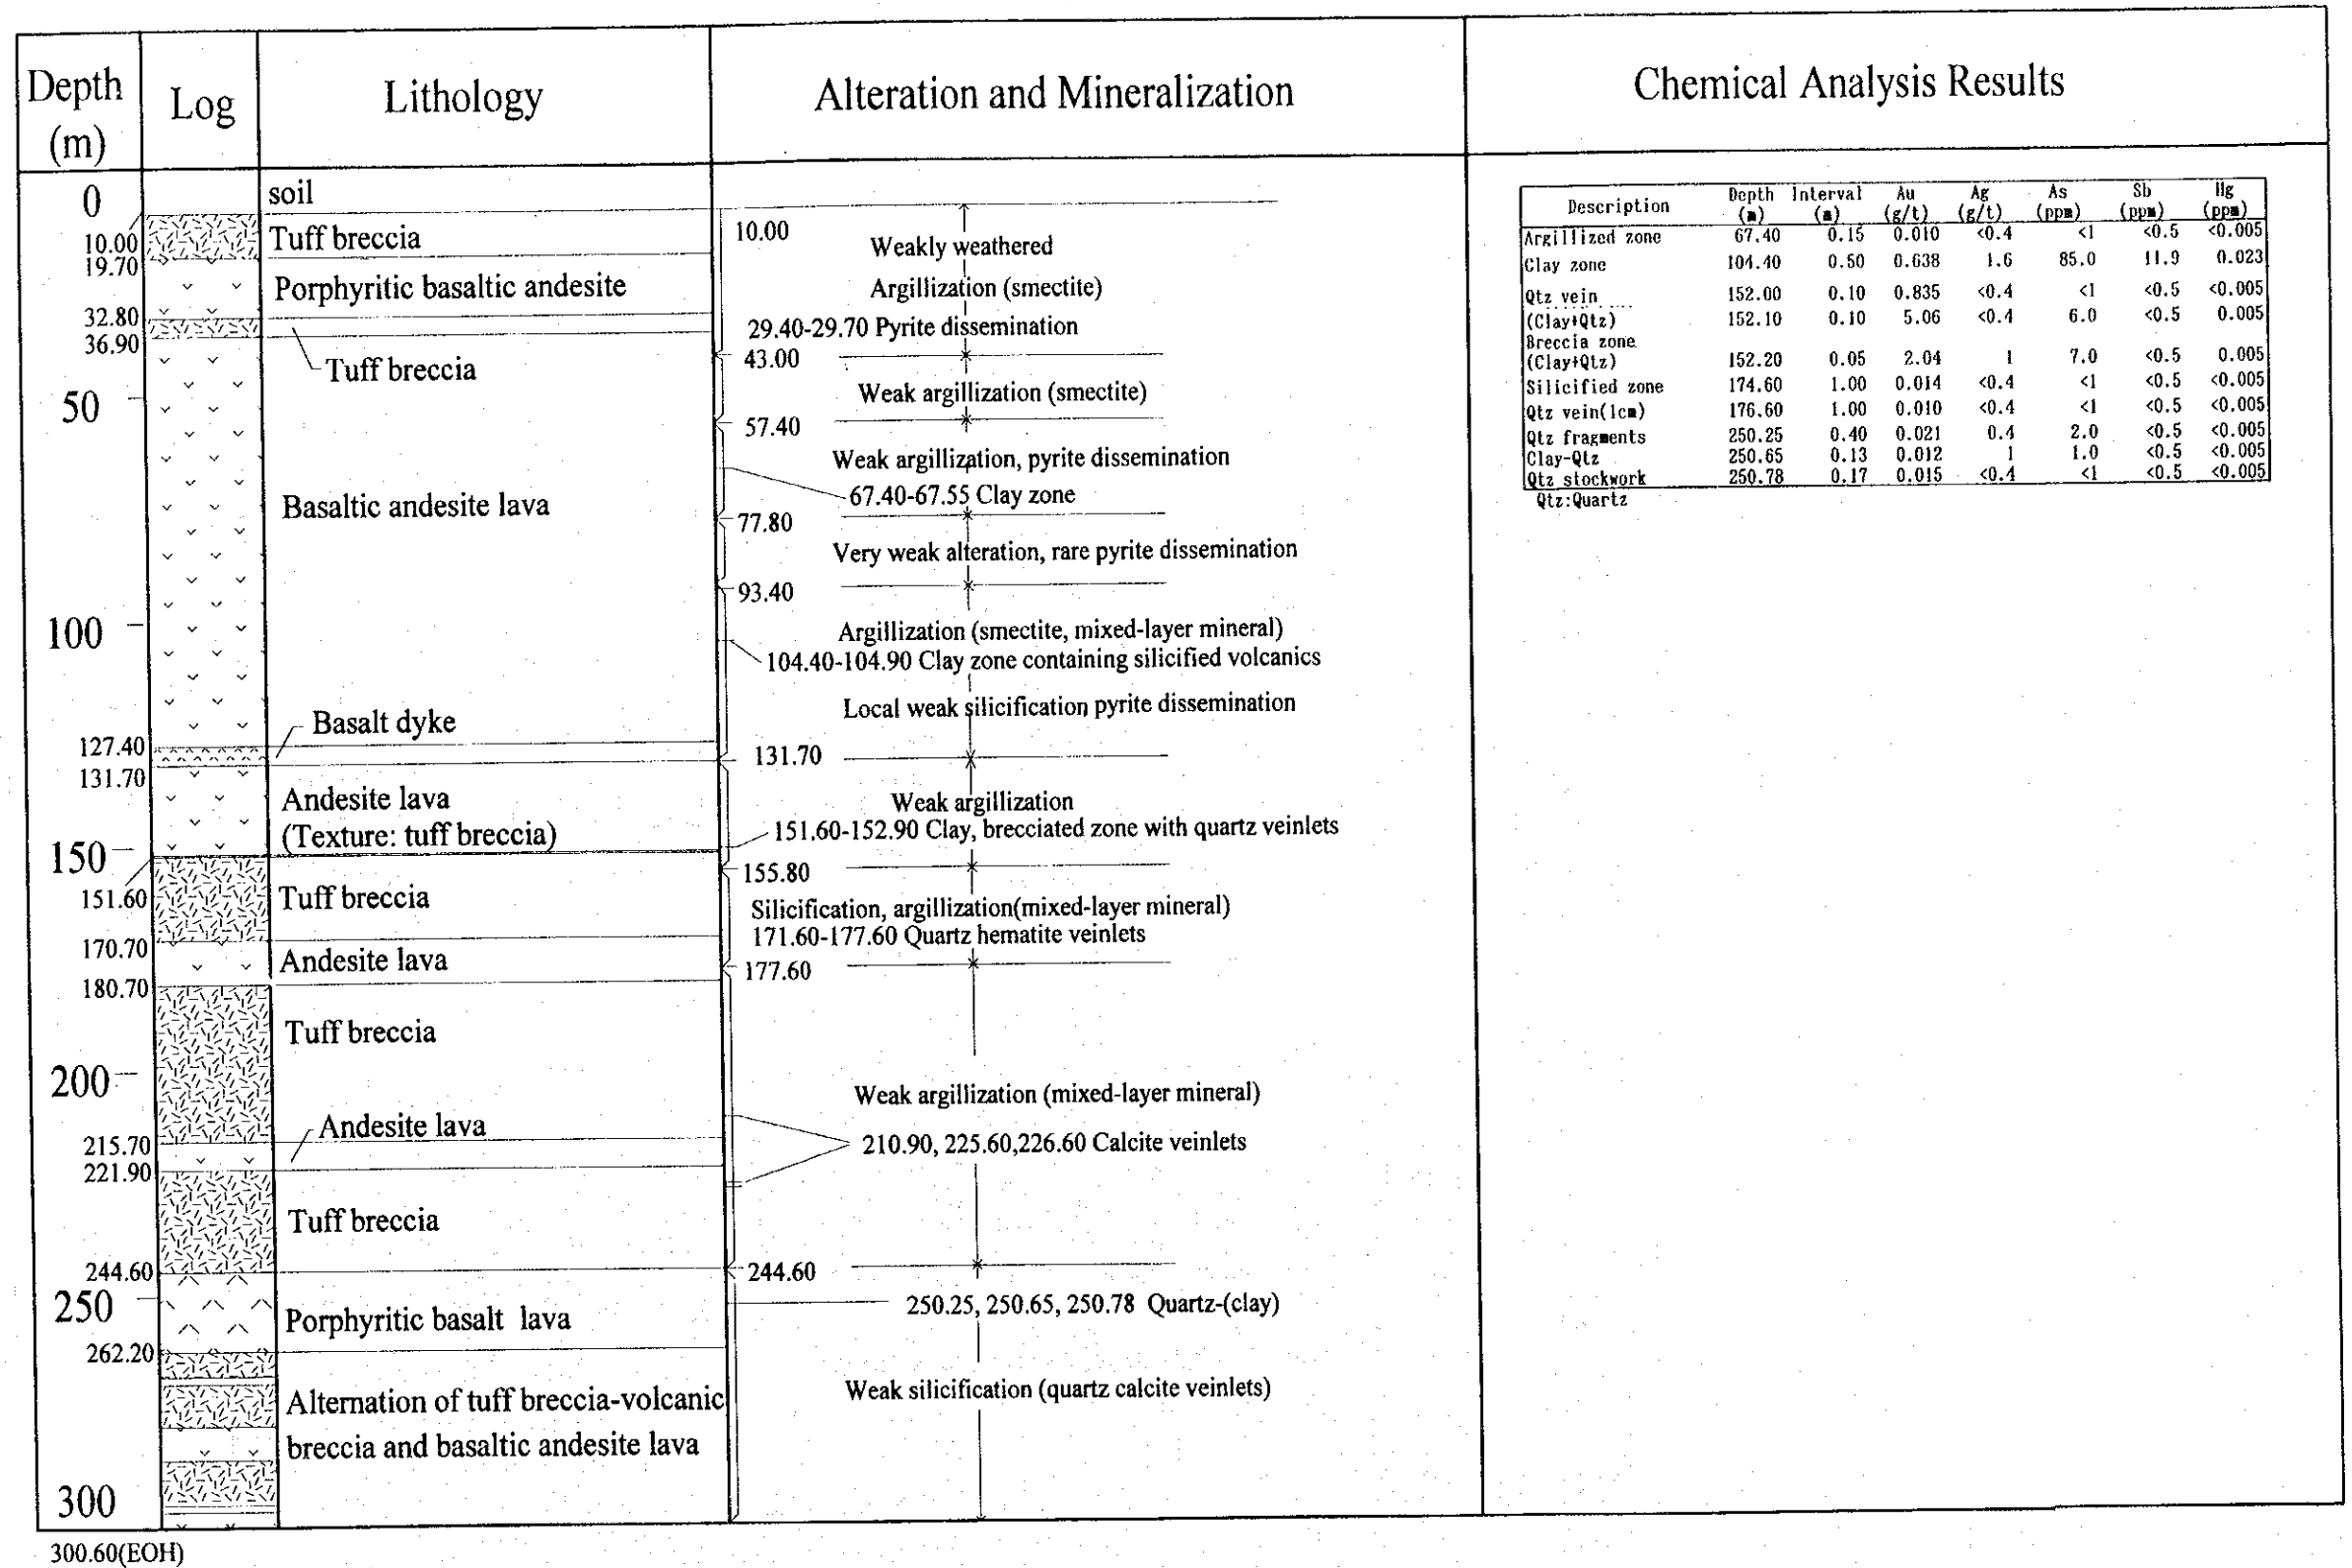 Depth (m)
Log
Lithology
Alteration and Mineralization
Chemical Analysis Results
0
10.00
19.70
32.80
36.90
50
100
127.40
131.70
150
151.60
170.70
180.70
200
215.70
221.90
244.60
250
262.20
300
300.60(EOH)
soil
Tuff breccia
Porphyritic basaltic andesite
Tuff breccia
Basaltic andesite lava
Basalt dyke
Andesite lava
(Texture: tuff breccia)
Tuff breccia
Andesite lava
Tuff breccia
Andesite lava
Tuff breccia
Porphyritic basalt lava
Alternation of tuff breccia-volcanic
breccia and basaltic andesite lava
10.00
Weakly weathered
Argillization (smectite)
29.40-29.70 Pyrite dissemination
43.00
Weak argillization (smectite)
57.40
Weak argillization, pyrite dissemination
67.40-67.55 Clay zone
77.80
Very weak alteration, rare pyrite dissemination
93.40
Argillization (smectite, mixed-layer mineral)
104.40-104.90 Clay zone containing silicified volcanics
Local weak silicification pyrite dissemination
131.70
Weak argillization
151.60-152.90 Clay, brecciated zone with quartz veinlets
155.80
Silicification, argillization(mixed-layer mineral)
171.60-177.60 Quartz hematite veinlets
177.60
Weak argillization (mixed-layer mineral)
210.90, 225.60,226.60 Calcite veinlets
244.60
250.25, 250.65, 250.78 Quartz-(clay)
Weak silicification (quartz calcite veinlets)
Description Depth (m) Interval (m) Au (g/t) Ag (g/t) As (ppm) Sb (ppm) Hg (ppm)
Argillized zone 67.40 0.15 0.010 <0.4 <1 <0.5 <0.005
Clay zone 104.40 0.50 0.638 1.6 85.0 11.9 0.023
Qtz vein 152.00 0.10 0.835 <0.4 <1 <0.5 <0.005
(Clay+Qtz) 152.10 0.10 5.06 <0.4 6.0 <0.5 0.005
Breccia zone
(Clay+Qtz) 152.20 0.05 2.04 1 7.0 <0.5 0.005
Silicified zone 174.60 1.00 0.014 <0.4 <1 <0.5 <0.005
Qtz vein(1cm) 176.60 1.00 0.010 <0.4 <1 <0.5 <0.005
Qtz fragments 250.25 0.40 0.021 0.4 2.0 <0.5 <0.005
Clay-Qtz 250.65 0.13 0.012 1 1.0 <0.5 <0.005
Qtz stockwork 250.78 0.17 0.015 <0.4 <1 <0.5 <0.005
Qtz:Quartz